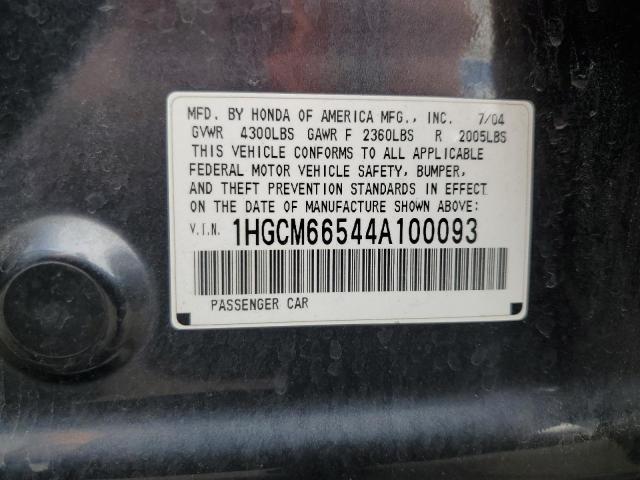 MFD. BY HONDA OF AMERICA MFG., INC. 7/04
GVWR 4300LBS GAWR F 2360LBS R 2005LBS
THIS VEHICLE CONFORMS TO ALL APPLICABLE
FEDERAL MOTOR VEHICLE SAFETY, BUMPER,
AND THEFT PREVENTION STANDARDS IN EFFECT
ON THE DATE OF MANUFACTURE SHOWN ABOVE:
V.I.N. 1HGCM66544A100093
PASSENGER CAR